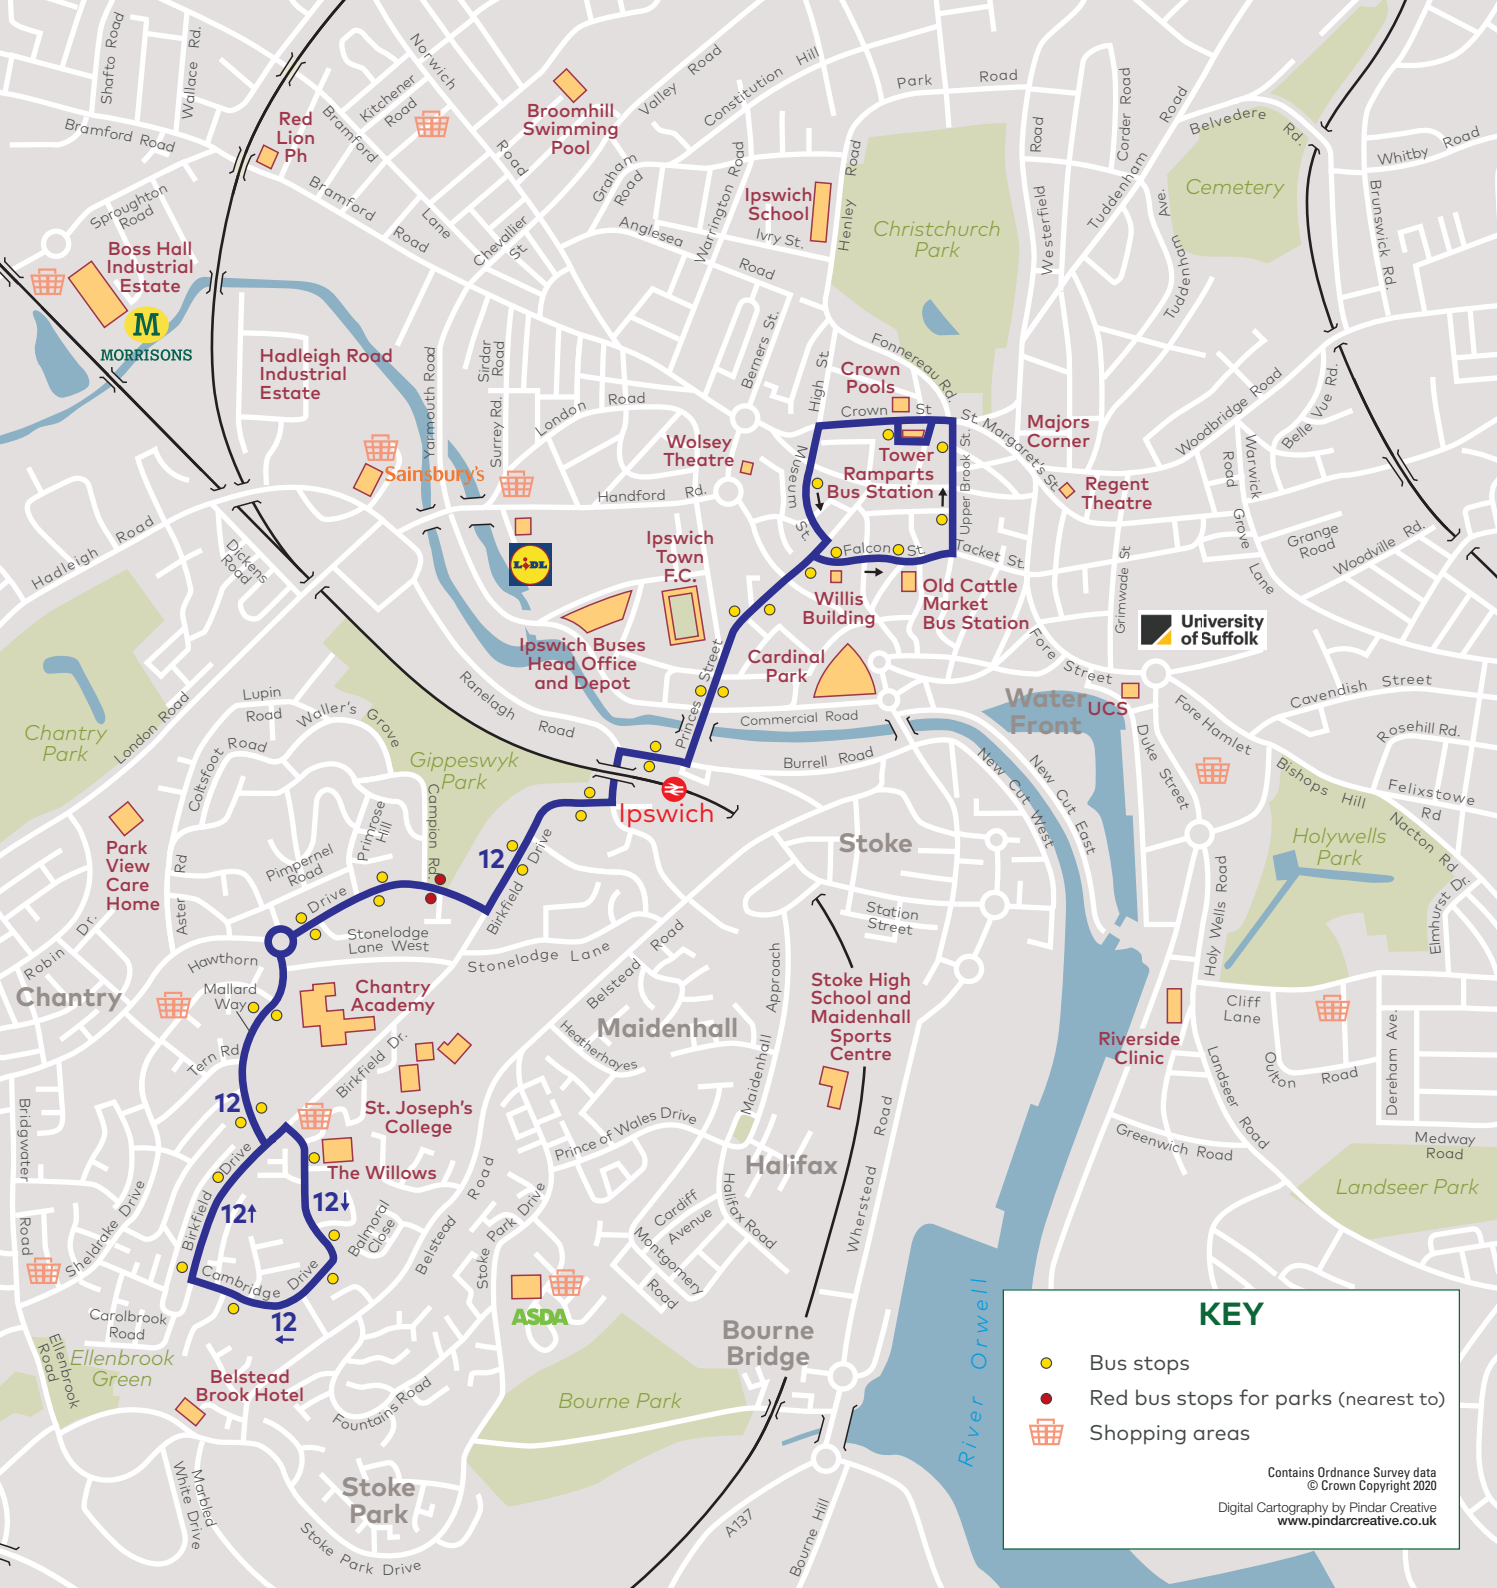 Shafto Road
Wallace Rd.
Bramford Road
Red
Lion
Ph
Bramford
Kitchener
Road
Norwich
Road
Bramford
Road
Lane
Chevallier
St.
Broomhill
Swimming
Pool
Valley Road
Constitution Hill
Park Road
Graham
Road
Warrington Road
Anglesea
Road
Ipswich
School
Ivry St.
Henley Road
Christchurch
Park
Westerfield Road
Corder Road
Tuddenham Road
Tuddenham Ave.
Belvedere Rd.
Cemetery
Whitby Road
Brunswick Rd.
Sproughton
Road
Boss Hall
Industrial
Estate
M
MORRISONS
Hadleigh Road
Industrial
Estate
Yarmouth Road
Sirdar
Road
Surrey Rd.
London Road
Berners St.
High St.
Fonnereau Rd.
Crown
Pools
Crown St
St. Margaret's St.
Majors
Corner
Woodbridge Road
Belle Vue Rd.
Sainsbury's
Wolsey
Theatre
Museum St.
Tower
Ramparts
Bus Station
Upper Brook St.
Regent
Theatre
Warwick
Road
Grove
Lane
Grange
Road
Woodville Rd.
Handford Rd.
Hadleigh Road
Dickens
Road
LiDL
Ipswich
Town
F.C.
Falcon St.
Tacket St.
Grimwade St
Willis
Building
Old Cattle
Market
Bus Station
University
of Suffolk
Ipswich Buses
Head Office
and Depot
Cardinal
Park
Fore Street
Water
Front
UCS
Fore Hamlet
Cavendish Street
Rosehill Rd.
Chantry
Park
London Road
Lupin
Road
Waller's Grove
Coltsfoot Road
Ranelagh Road
Princes Street
Commercial Road
Burrell Road
New Cut West
New Cut East
Duke Street
Bishops Hill
Felixstowe
Rd
Nacton Rd
Gippeswyk
Park
Campion Rd.
Primrose
Hill
Pimpernel
Road
Ipswich
12
Birkfield Drive
Stoke
Holywells
Park
Park
View
Care
Home
Aster Rd
Robin Dr.
Drive
Stonelodge
Lane West
Stonelodge Lane
Station
Street
Holy Wells Road
Elmhurst Dr.
Hawthorn
Mallard
Way
Chantry
Chantry
Academy
Belstead Road
Maidenhall
Heatherhayes
Maidenhall Approach
Stoke High
School and
Maidenhall
Sports
Centre
Cliff
Lane
Riverside
Clinic
Tern Rd
Birkfield Dr.
12
St. Joseph's
College
Prince of Wales Drive
Landseer Road
Oulton Road
Dereham Ave.
Bridgwater
Road
The Willows
Halifax
Greenwich Road
Medway
Road
Landseer Park
Birkfield Drive
12
12
Balmoral
Close
Belstead Road
Stoke Park Drive
Cardiff
Avenue
Montgomery
Road
Halifax Road
Wherstead Road
Sheldrake Drive
Cambridge Drive
12
ASDA
Carolbrook
Road
Ellenbrook
Road
Ellenbrook
Green
Belstead
Brook Hotel
Fountains Road
Bourne
Bridge
Bourne Park
River Orwell
Stoke
Park
Marbled
White Drive
Stoke Park Drive
A137
Bourne Hill
KEY
Bus stops
Red bus stops for parks (nearest to)
Shopping areas
Contains Ordnance Survey data
© Crown Copyright 2020
Digital Cartography by Pindar Creative
www.pindarcreative.co.uk